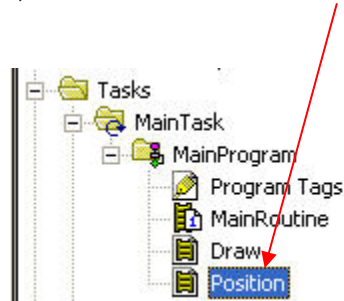 Tasks
MainTask
MainProgram
Program Tags
MainRoutine
Draw
Position